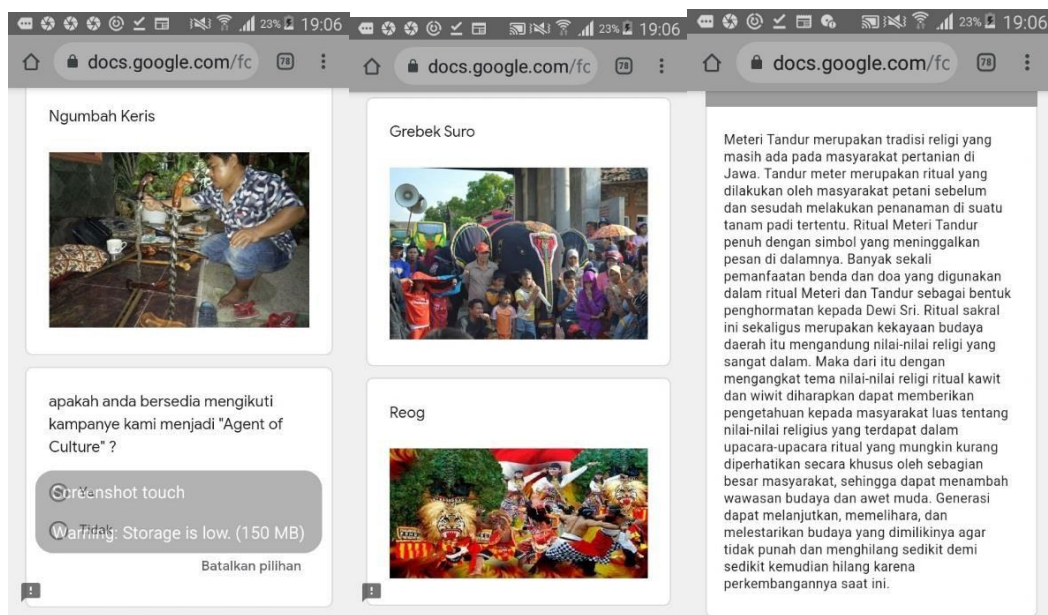 23% 19:06
docs.google.com/fc 78
Ngumbah Keris
apakah anda bersedia mengikuti
kampanye kami menjadi "Agent of
Culture" ?
Ya
Screenshot touch
Tidak
Warning: Storage is low. (150 MB)
Batalkan pilihan
23% 19:06
docs.google.com/fc 78
Grebek Suro
Reog
23% 19:06
docs.google.com/fc 78
Meteri Tandur merupakan tradisi religi yang
masih ada pada masyarakat pertanian di
Jawa. Tandur meter merupakan ritual yang
dilakukan oleh masyarakat petani sebelum
dan sesudah melakukan penanaman di suatu
tanam padi tertentu. Ritual Meteri Tandur
penuh dengan simbol yang meninggalkan
pesan di dalamnya. Banyak sekali
pemanfaatan benda dan doa yang digunakan
dalam ritual Meteri dan Tandur sebagai bentuk
penghormatan kepada Dewi Sri. Ritual sakral
ini sekaligus merupakan kekayaan budaya
daerah itu mengandung nilai-nilai religi yang
sangat dalam. Maka dari itu dengan
mengangkat tema nilai-nilai religi ritual kawit
dan wiwit diharapkan dapat memberikan
pengetahuan kepada masyarakat luas tentang
nilai-nilai religius yang terdapat dalam
upacara-upacara ritual yang mungkin kurang
diperhatikan secara khusus oleh sebagian
besar masyarakat, sehingga dapat menambah
wawasan budaya dan awet muda. Generasi
dapat melanjutkan, memelihara, dan
melestarikan budaya yang dimilikinya agar
tidak punah dan menghilang sedikit demi
sedikit kemudian hilang karena
perkembangannya saat ini.